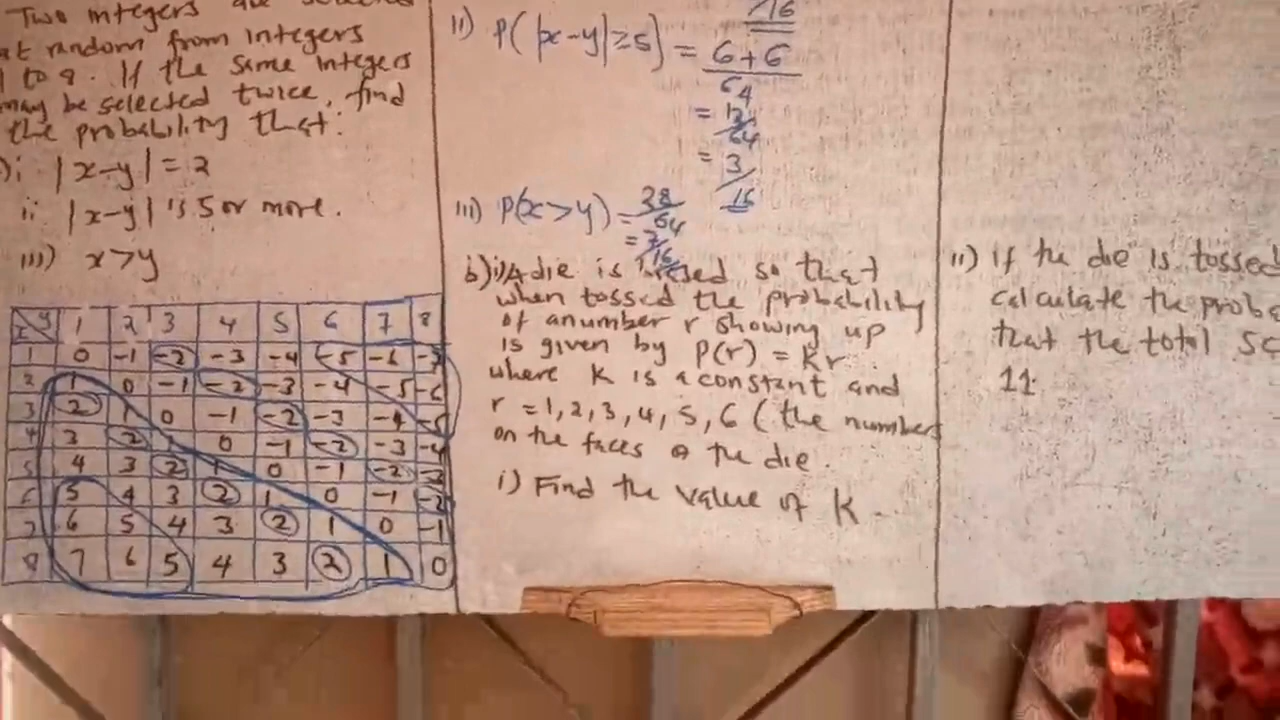 Two integers are selected
at random from integers
1 to 8. If the same integers
may be selected twice, find
the probability that:
)i |x-y| = 2
ii |x-y| is 5 or more.
iii) x>y
y 1 2 3 4 5 6 7 8
x
1 0 -1 -2 -3 -4 -5 -6 -7
2 1 0 -1 -2 -3 -4 -5 -6
3 2 1 0 -1 -2 -3 -4 -5
4 3 2 1 0 -1 -2 -3 -4
5 4 3 2 1 0 -1 -2 -3
6 5 4 3 2 1 0 -1 -2
7 6 5 4 3 2 1 0 -1
8 7 6 5 4 3 2 1 0
/16
ii) P(|x-y|≥5) = 6+6
64
= 12/64
= 3/16
iii) P(x>y) = 28/64
= 7/16
b)i) A die is biased so that
when tossed the probability
of a number r showing up
is given by P(r) = Kr
where K is a constant and
r = 1, 2, 3, 4, 5, 6 (the numbers
on the faces of the die.
i) Find the value of K.
ii) If the die is tossed
calculate the
that the total
11.